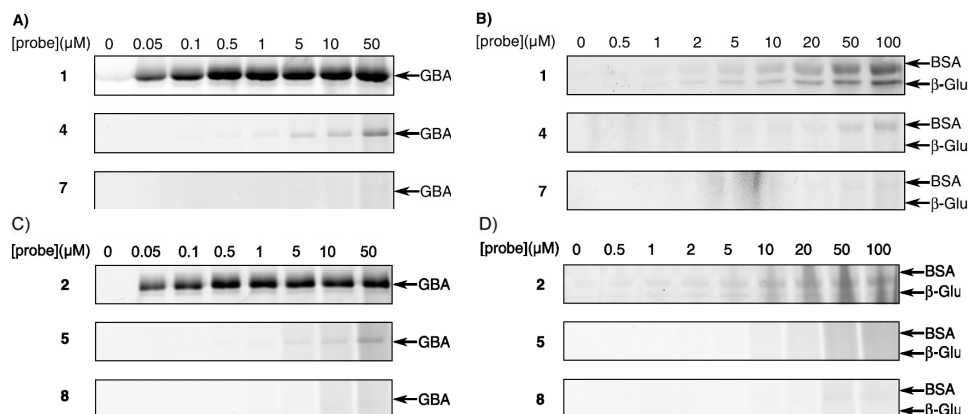 A)
[probe](µM) 0 0.05 0.1 0.5 1 5 10 50
1 GBA
4 GBA
7 GBA
B)
[probe](µM) 0 0.5 1 2 5 10 20 50 100
BSA
1
β-Glu
BSA
4
β-Glu
BSA
7
β-Glu
C)
[probe](µM) 0 0.05 0.1 0.5 1 5 10 50
2 GBA
5 GBA
8 GBA
D)
[probe](µM) 0 0.5 1 2 5 10 20 50 100
BSA
2
β-Glu
BSA
5
β-Glu
BSA
8
β-Glu